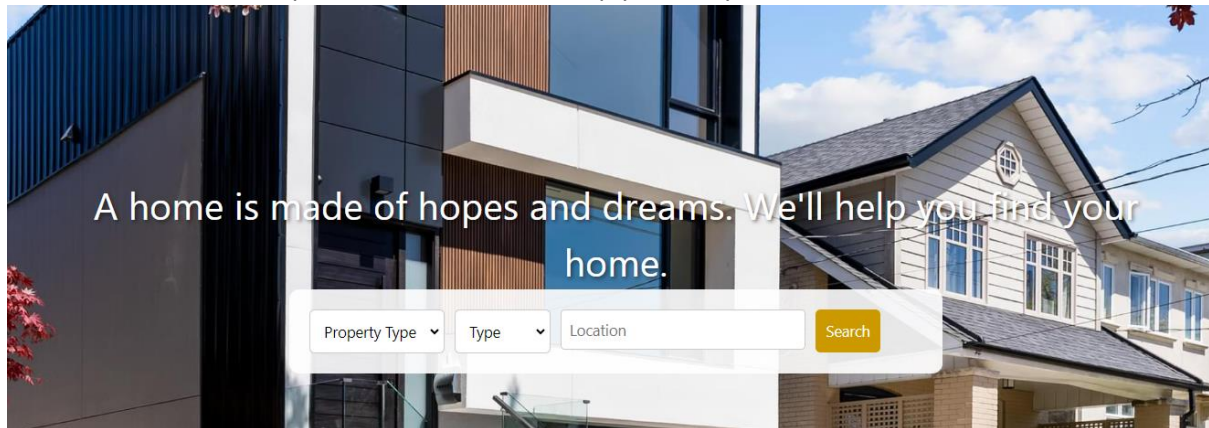 A home is made of hopes and dreams. We'll help you find your
home.
Property Type Type Location Search